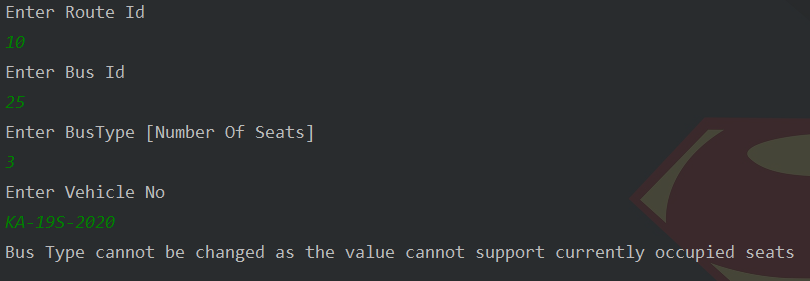 Enter Route Id
10
Enter Bus Id
25
Enter BusType [Number Of Seats]
3
Enter Vehicle No
KA-19S-2020
Bus Type cannot be changed as the value cannot support currently occupied seats